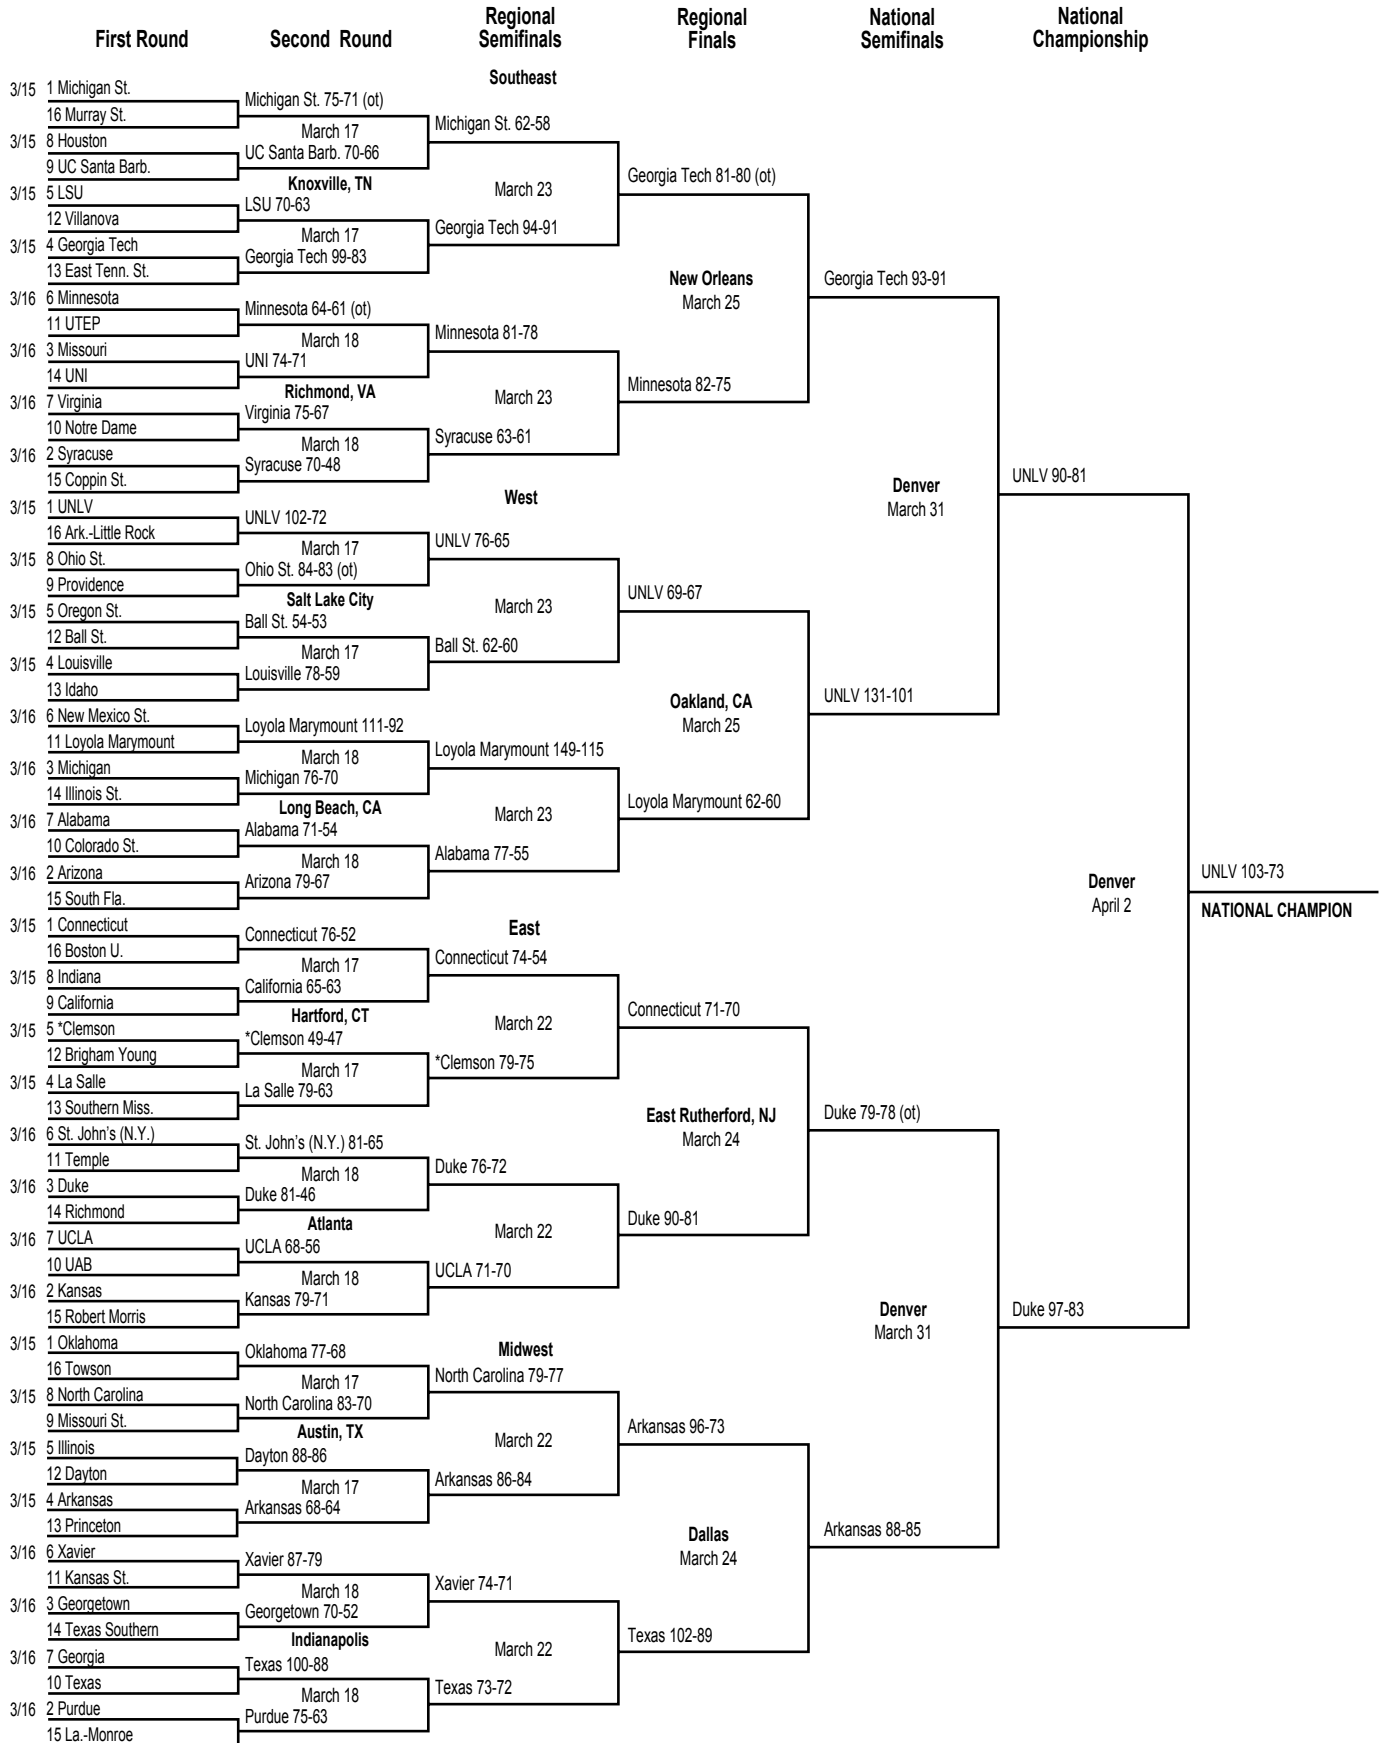 First Round
Second Round
Regional
Semifinals
Regional
Finals
National
Semifinals
National
Championship
Southeast
3/15 1 Michigan St.
16 Murray St.
3/15 8 Houston
9 UC Santa Barb.
3/15 5 LSU
12 Villanova
3/15 4 Georgia Tech
13 East Tenn. St.
3/16 6 Minnesota
11 UTEP
3/16 3 Missouri
14 UNI
3/16 7 Virginia
10 Notre Dame
3/16 2 Syracuse
15 Coppin St.
3/15 1 UNLV
16 Ark.-Little Rock
3/15 8 Ohio St.
9 Providence
3/15 5 Oregon St.
12 Ball St.
3/15 4 Louisville
13 Idaho
3/16 6 New Mexico St.
11 Loyola Marymount
3/16 3 Michigan
14 Illinois St.
3/16 7 Alabama
10 Colorado St.
3/16 2 Arizona
15 South Fla.
3/15 1 Connecticut
16 Boston U.
3/15 8 Indiana
9 California
3/15 5 *Clemson
12 Brigham Young
3/15 4 La Salle
13 Southern Miss.
3/16 6 St. John's (N.Y.)
11 Temple
3/16 3 Duke
14 Richmond
3/16 7 UCLA
10 UAB
3/16 2 Kansas
15 Robert Morris
3/15 1 Oklahoma
16 Towson
3/15 8 North Carolina
9 Missouri St.
3/15 5 Illinois
12 Dayton
3/15 4 Arkansas
13 Princeton
3/16 6 Xavier
11 Kansas St.
3/16 3 Georgetown
14 Texas Southern
3/16 7 Georgia
10 Texas
3/16 2 Purdue
15 La.-Monroe
Michigan St. 75-71 (ot)
March 17
UC Santa Barb. 70-66
Knoxville, TN
LSU 70-63
March 17
Georgia Tech 99-83
Minnesota 64-61 (ot)
March 18
UNI 74-71
Richmond, VA
Virginia 75-67
March 18
Syracuse 70-48
UNLV 102-72
March 17
Ohio St. 84-83 (ot)
Salt Lake City
Ball St. 54-53
March 17
Louisville 78-59
Loyola Marymount 111-92
March 18
Michigan 76-70
Long Beach, CA
Alabama 71-54
March 18
Arizona 79-67
Connecticut 76-52
March 17
California 65-63
Hartford, CT
*Clemson 49-47
March 17
La Salle 79-63
St. John's (N.Y.) 81-65
March 18
Duke 81-46
Atlanta
UCLA 68-56
March 18
Kansas 79-71
Oklahoma 77-68
March 17
North Carolina 83-70
Austin, TX
Dayton 88-86
March 17
Arkansas 68-64
Xavier 87-79
March 18
Georgetown 70-52
Indianapolis
Texas 100-88
March 18
Purdue 75-63
Michigan St. 62-58
March 23
Georgia Tech 94-91
Minnesota 81-78
March 23
Syracuse 63-61
West
UNLV 76-65
March 23
Ball St. 62-60
Loyola Marymount 149-115
March 23
Alabama 77-55
East
Connecticut 74-54
March 22
*Clemson 79-75
Duke 76-72
March 22
UCLA 71-70
Midwest
North Carolina 79-77
March 22
Arkansas 86-84
Xavier 74-71
March 22
Texas 73-72
Georgia Tech 81-80 (ot)
New Orleans
March 25
Minnesota 82-75
UNLV 69-67
Oakland, CA
March 25
Loyola Marymount 62-60
Connecticut 71-70
East Rutherford, NJ
March 24
Duke 90-81
Arkansas 96-73
Dallas
March 24
Texas 102-89
Georgia Tech 93-91
Denver
March 31
UNLV 131-101
Duke 79-78 (ot)
Denver
March 31
Arkansas 88-85
UNLV 90-81
Denver
April 2
Duke 97-83
UNLV 103-73
NATIONAL CHAMPION